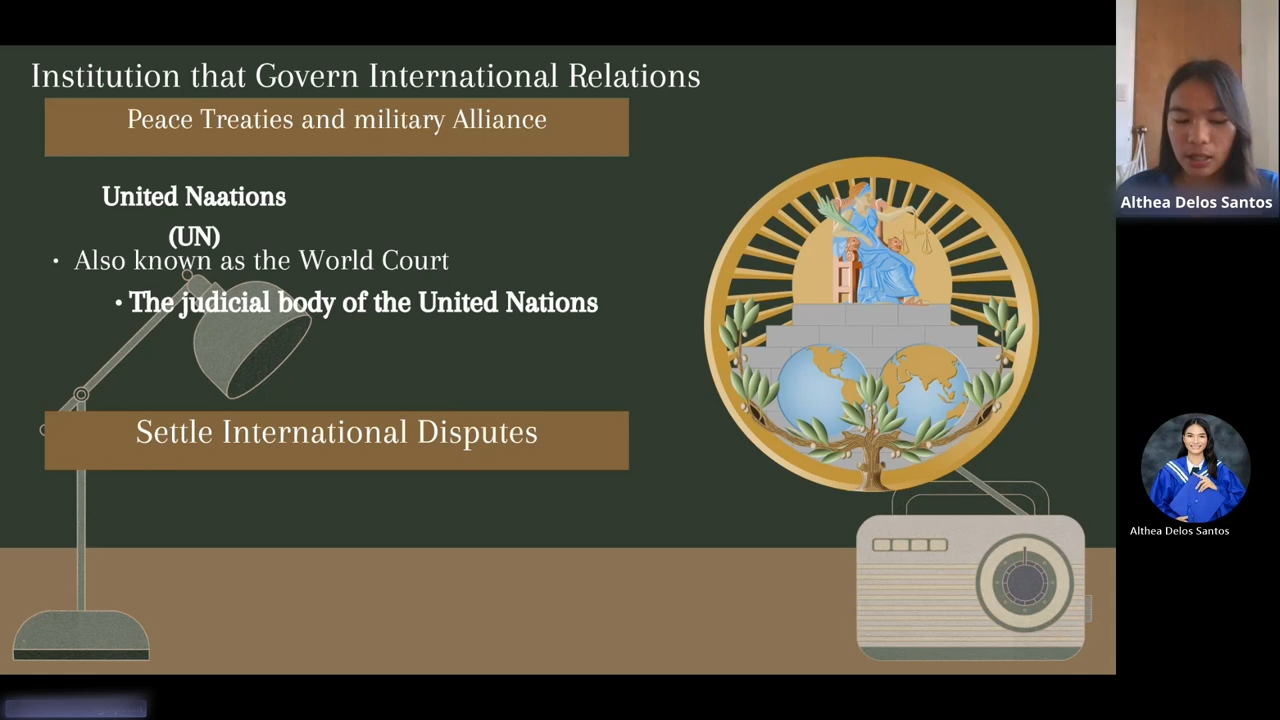 Institution that Govern International Relations
Peace Treaties and military Alliance
United Naations
(UN)
• Also known as the World Court
• The judicial body of the United Nations
Settle International Disputes
Althea Delos Santos
Althea Delos Santos